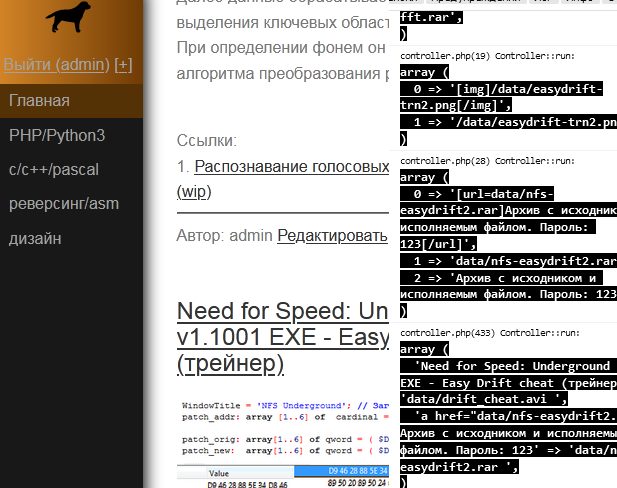 Выйти (admin) [+]
Главная
PHP/Python3
c/c++/pascal
реверсинг/asm
дизайн
выделения ключевых област
При определении фонем он
алгоритма преобразования р
Ссылки:
1. Распознавание голосовых
(wip)
Автор: admin Редактировать
Need for Speed: Un
v1.1001 EXE - Easy
(трейнер)
WindowTitle = 'NFS Underground'; // Заг
patch_addr: array [1..6] of cardinal =
patch_orig: array[1..6] of qword = ( $D
patch_new: array[1..6] of qword = ( $D
Value
D9 46 28 88 5E 34
D9 46 28 88 5E 34 D8 46
89 50 20 89 50 24
fft.rar',
)
controller.php(19) Controller::run:
array (
0 => '[img]/data/easydrift-
trn2.png[/img]',
1 => '/data/easydrift-trn2.pn
)
controller.php(28) Controller::run:
array (
0 => '[url=data/nfs-
easydrift2.rar]Архив с исходник
исполняемым файлом. Пароль:
123[/url]',
1 => 'data/nfs-easydrift2.rar
2 => 'Архив с исходником и
исполняемым файлом. Пароль: 123
)
controller.php(433) Controller::run:
array (
'Need for Speed: Underground
EXE - Easy Drift cheat (трейнер
'data/drift_cheat.avi ',
'a href="data/nfs-easydrift2.
Архив с исходником и исполняемы
файлом. Пароль: 123' => 'data/n
easydrift2.rar ',
)